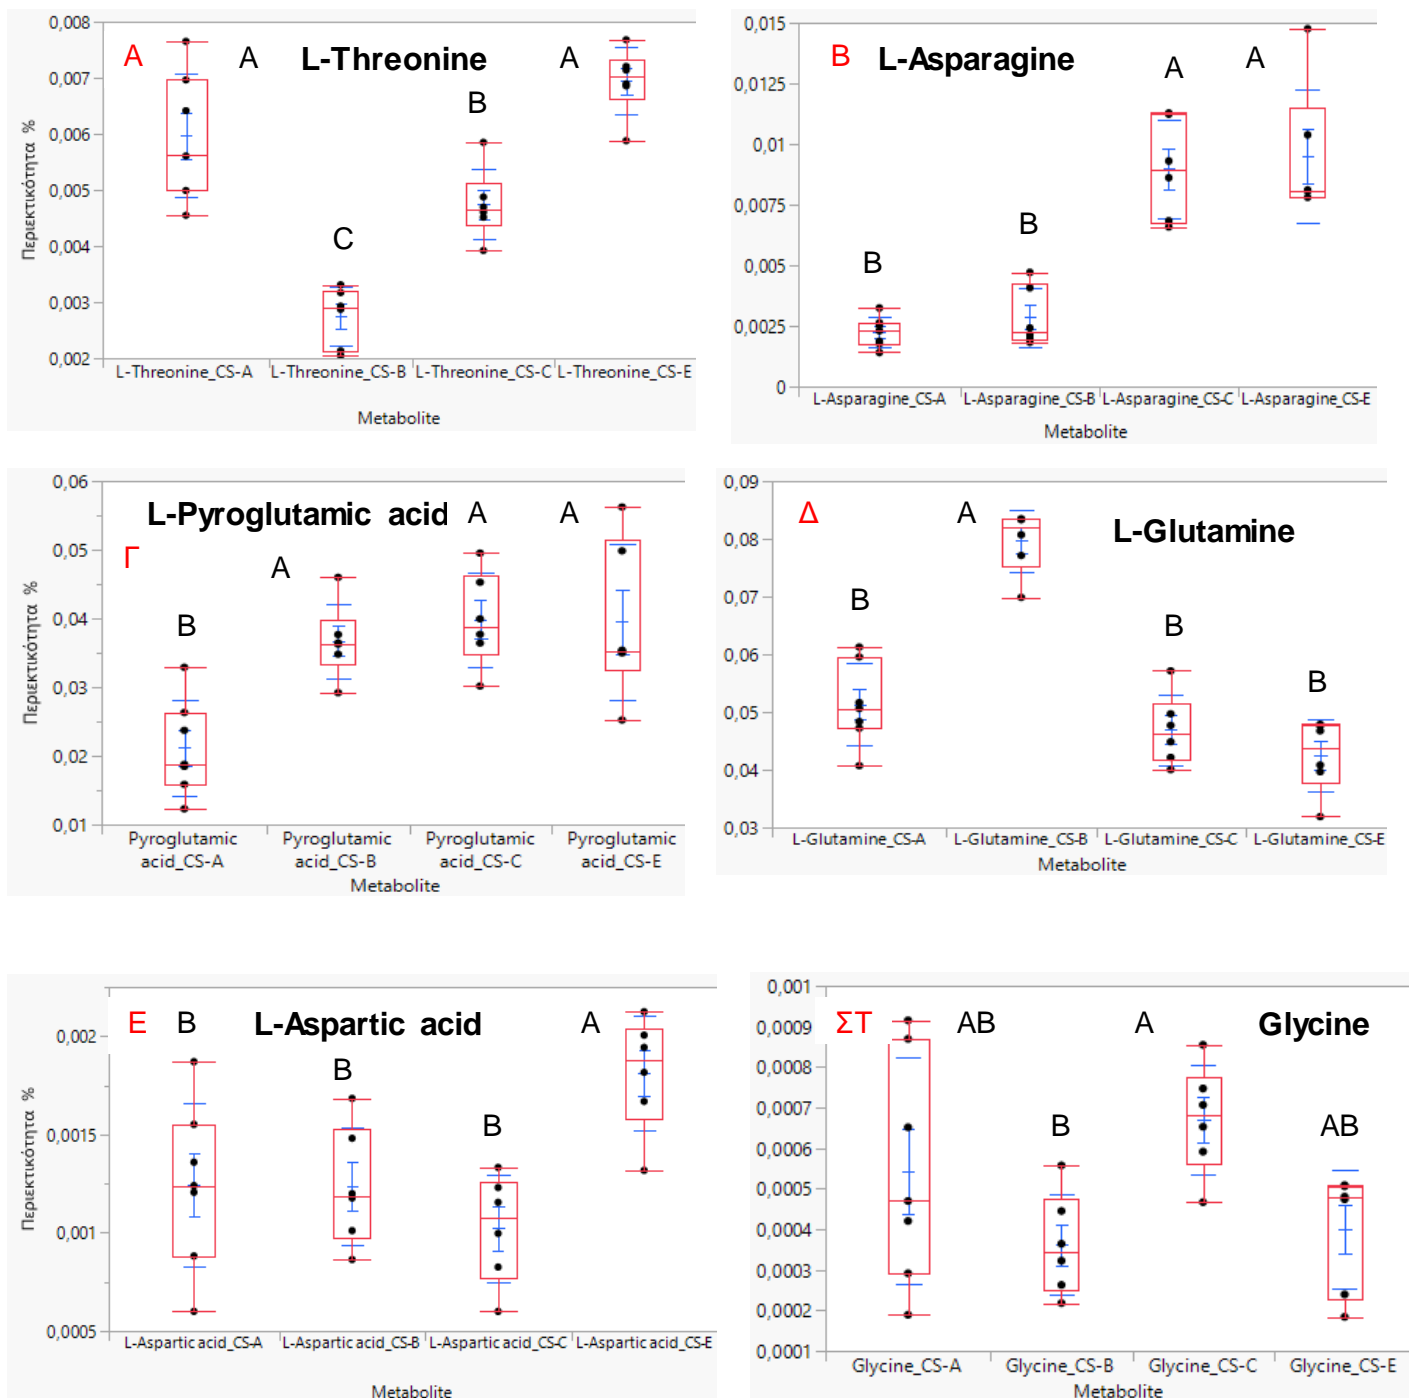 0,008
A
A
L-Threonine
A
0,007
B
0,006
Περιεκτικότητα %
0,005
C
0,004
0,003
0,002
L-Threonine_CS-A
L-Threonine_CS-B
L-Threonine_CS-C
L-Threonine_CS-E
Metabolite
0,015
B
L-Asparagine
A
A
0,0125
0,01
0,0075
B
B
0,005
0,0025
0
L-Asparagine_CS-A
L-Asparagine_CS-B
L-Asparagine_CS-C
L-Asparagine_CS-E
Metabolite
0,06
L-Pyroglutamic acid
A
A
Γ
0,05
A
B
0,04
Περιεκτικότητα %
0,03
0,02
0,01
Pyroglutamic
acid_CS-A
Pyroglutamic
acid_CS-B
Pyroglutamic
acid_CS-C
Pyroglutamic
acid_CS-E
Metabolite
0,09
Δ
A
L-Glutamine
0,08
0,07
B
B
0,06
B
0,05
0,04
0,03
L-Glutamine_CS-A
L-Glutamine_CS-B
L-Glutamine_CS-C
L-Glutamine_CS-E
Metabolite
E
B
L-Aspartic acid
A
0,002
B
B
0,0015
Περιεκτικότητα %
0,001
0,0005
L-Aspartic acid_CS-A
L-Aspartic acid_CS-B
L-Aspartic acid_CS-C
L-Aspartic acid_CS-E
Metabolite
0,001
ΣΤ
AB
A
Glycine
0,0009
0,0008
0,0007
B
AB
0,0006
0,0005
0,0004
0,0003
0,0002
0,0001
Glycine_CS-A
Glycine_CS-B
Glycine_CS-C
Glycine_CS-E
Metabolite